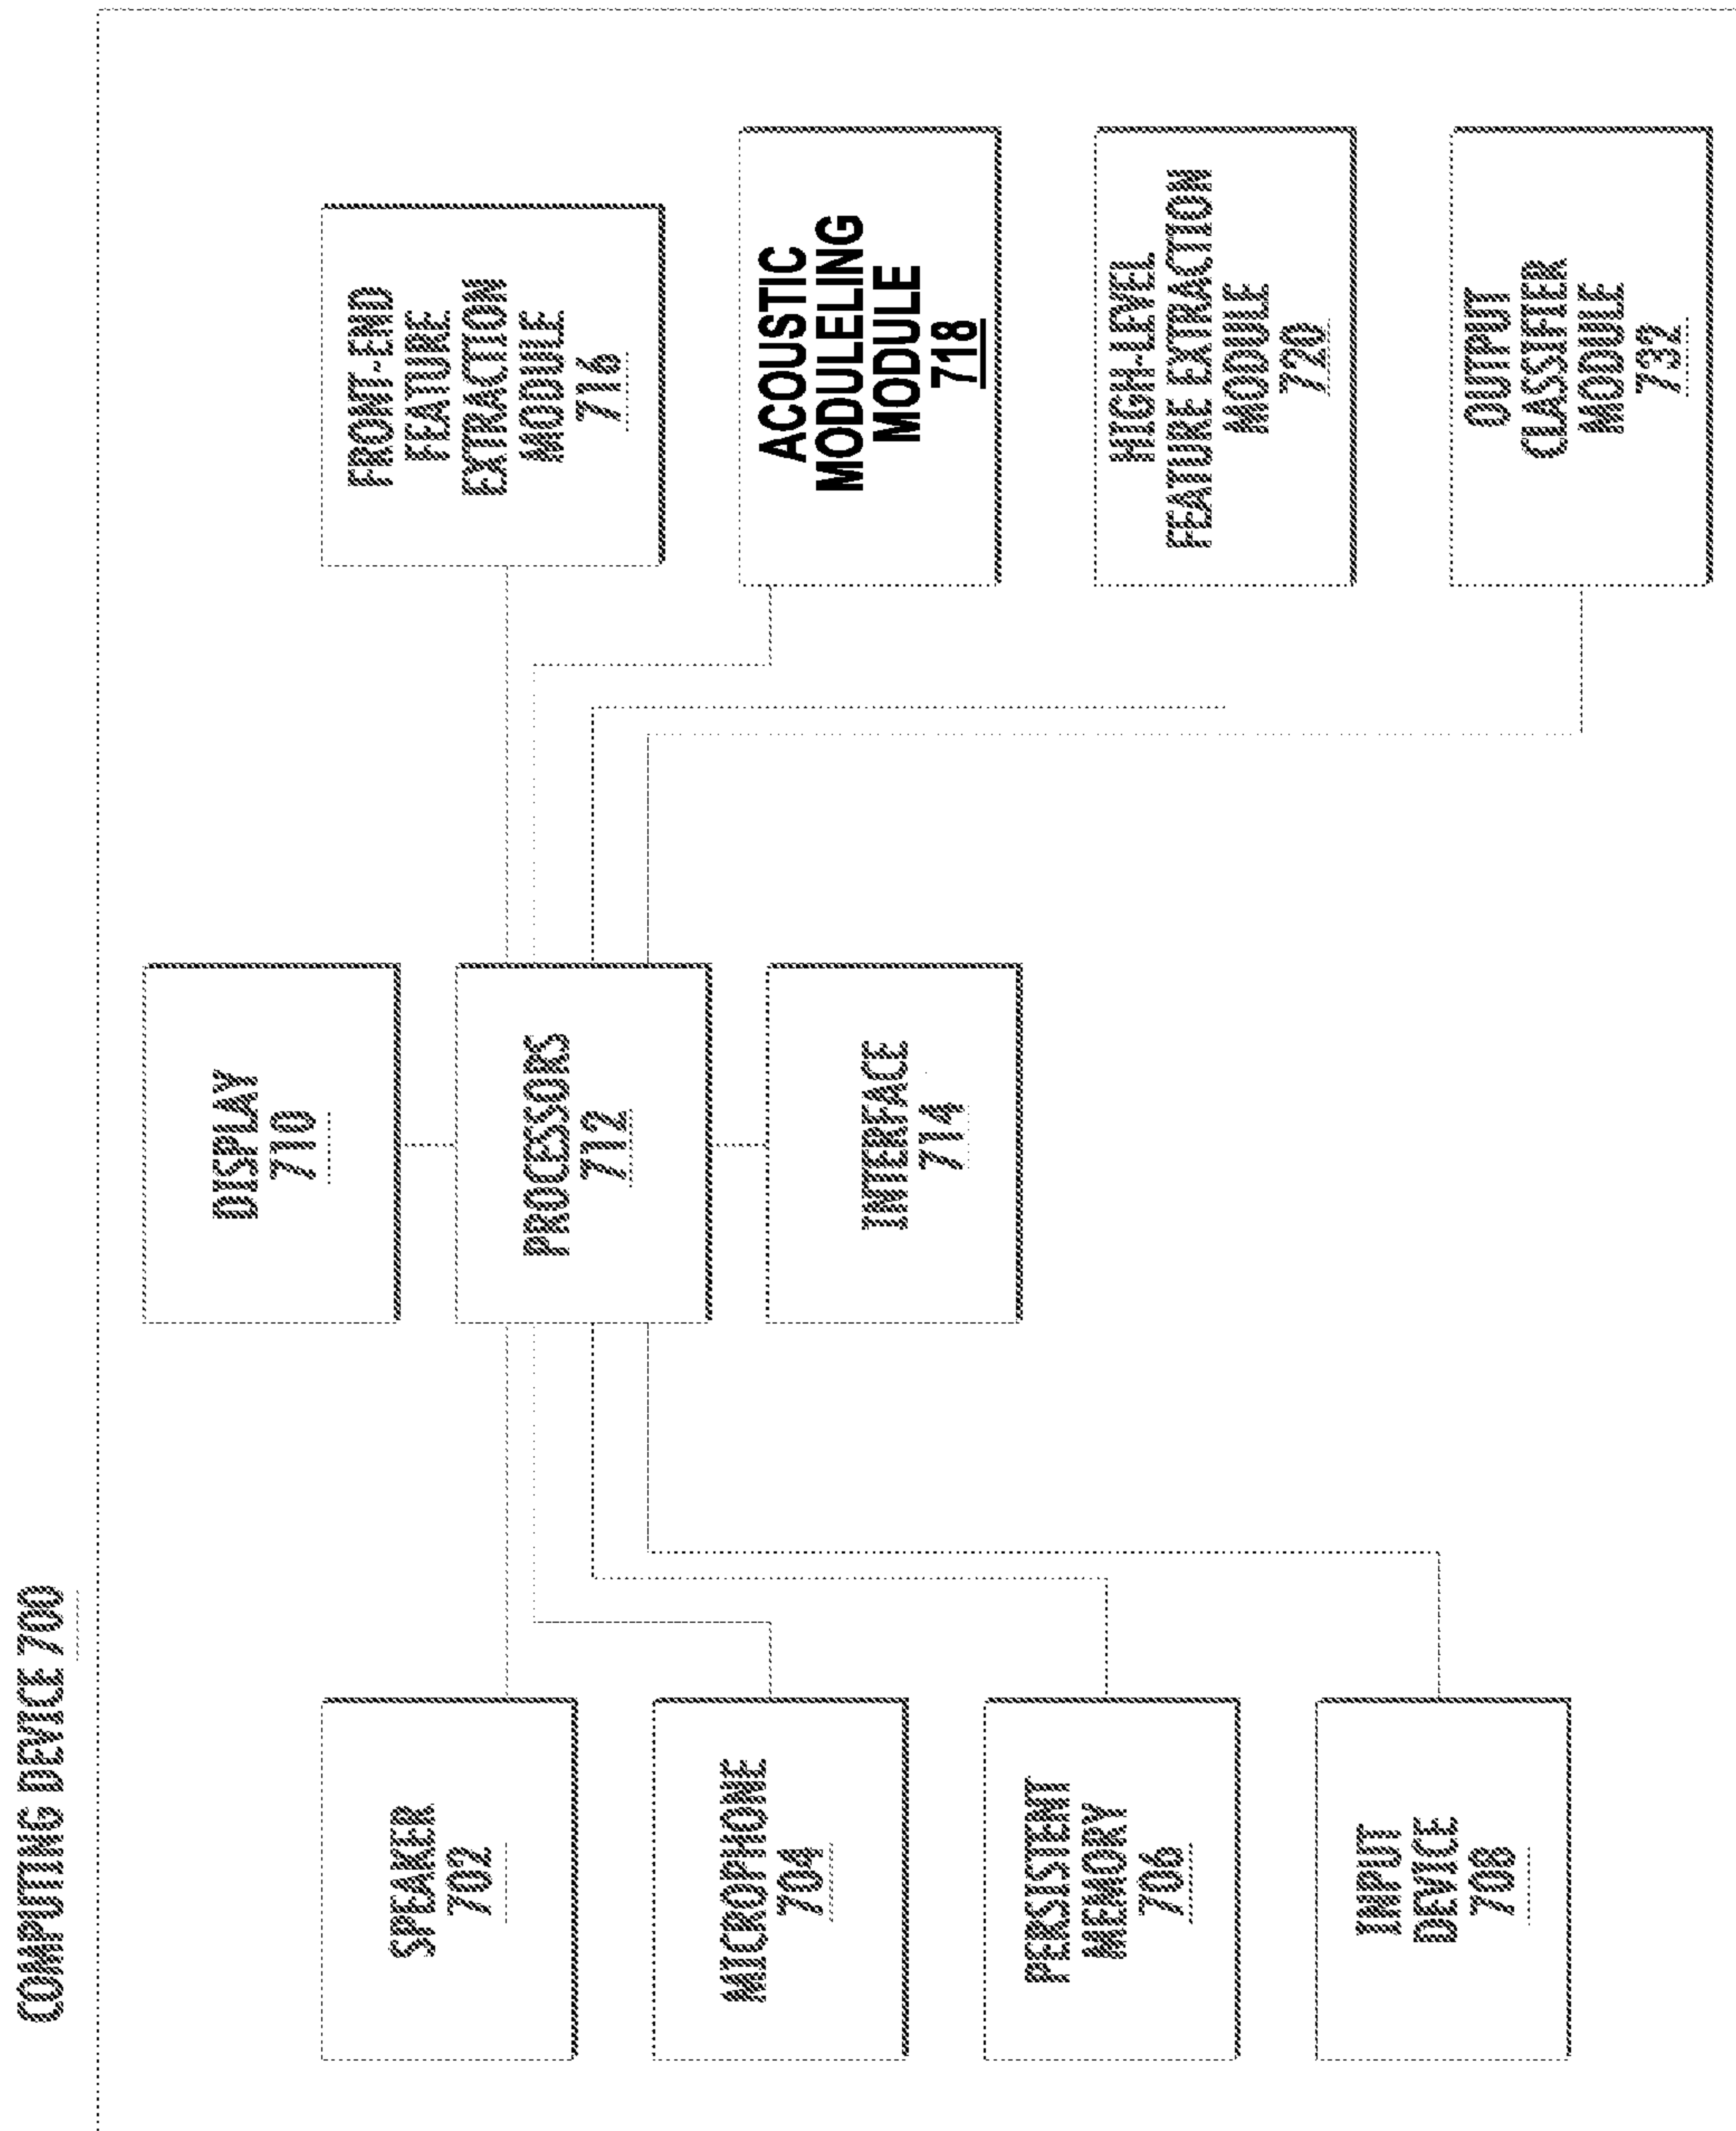 COMPUTING DEVICE 700
SPEAKER
702
MICROPHONE
704
PERSISTENT
MEMORY
706
INPUT
DEVICE
708
DISPLAY
710
PROCESSORS
712
INTERFACE
714
FRONT-END
FEATURE
EXTRACTION
MODULE
716
ACOUSTIC
MODULELING
MODULE
718
HIGH-LEVEL
FEATURE EXTRACTION
MODULE
720
OUTPUT
CLASSIFIER
MODULE
732